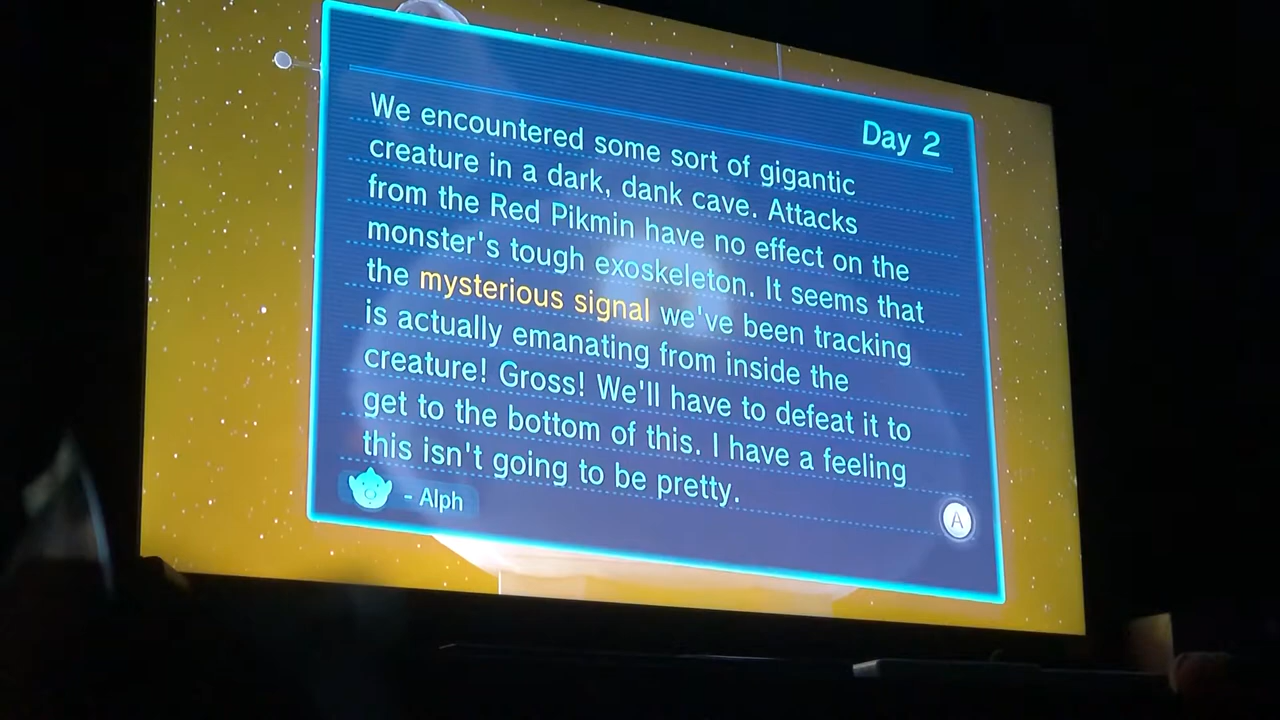 Day 2
We encountered some sort of gigantic
creature in a dark, dank cave. Attacks
from the Red Pikmin have no effect on the
monster's tough exoskeleton. It seems that
the mysterious signal we've been tracking
is actually emanating from inside the
creature! Gross! We'll have to defeat it to
get to the bottom of this. I have a feeling
this isn't going to be pretty.
- Alph
A